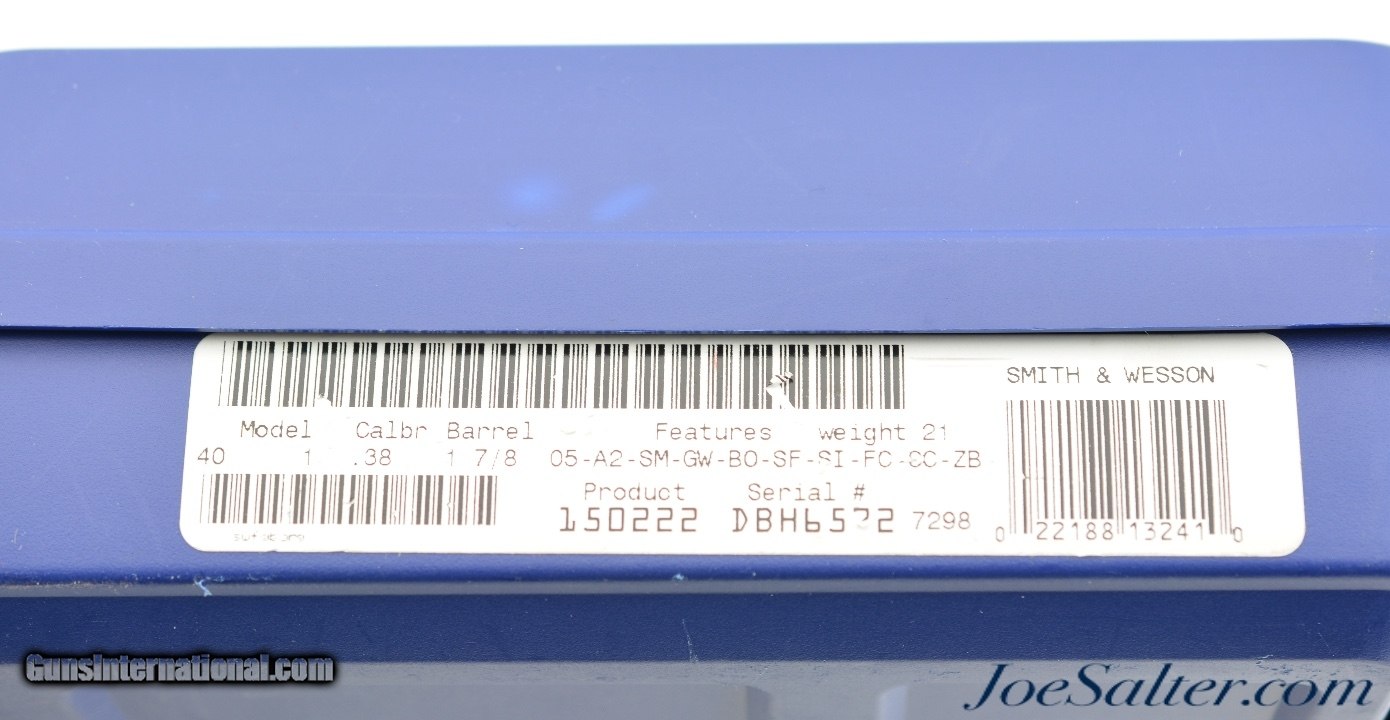 SMITH & WESSON
Model Calbr Barrel Features weight 21
40 1 .38 1 7/8 05-A2-SM-GW-BO-SF-SI-FC-CC-ZB
Product Serial #
150222 7298
0 22188 13241 0
GunsInternational.com
JoeSalter.com